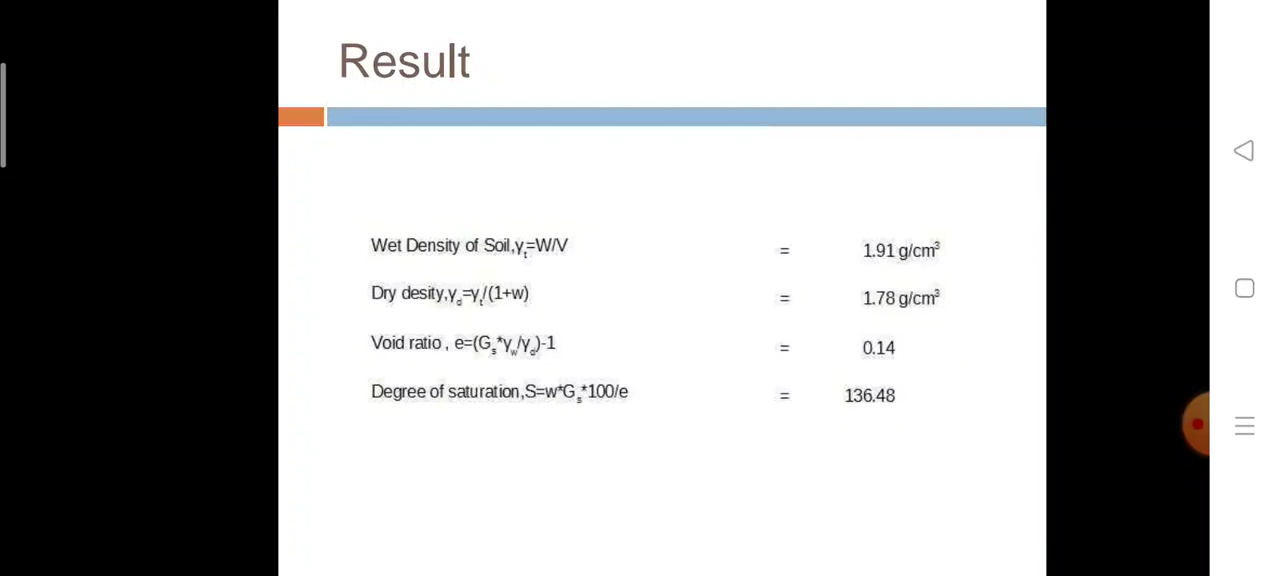 Result
Wet Density of Soil,γt=W/V = 1.91 g/cm³
Dry desity,γd=γt/(1+w) = 1.78 g/cm³
Void ratio , e=(Gs*γw/γd)-1 = 0.14
Degree of saturation,S=w*Gs*100/e = 136.48